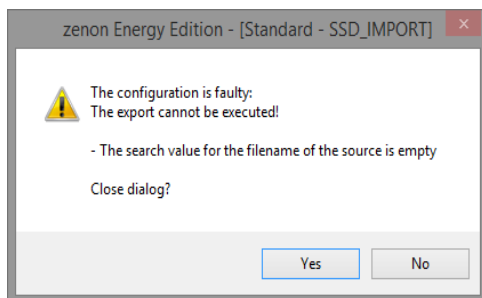 zenon Energy Edition - [Standard - SSD_IMPORT]
The configuration is faulty:
The export cannot be executed!
- The search value for the filename of the source is empty
Close dialog?
Yes
No